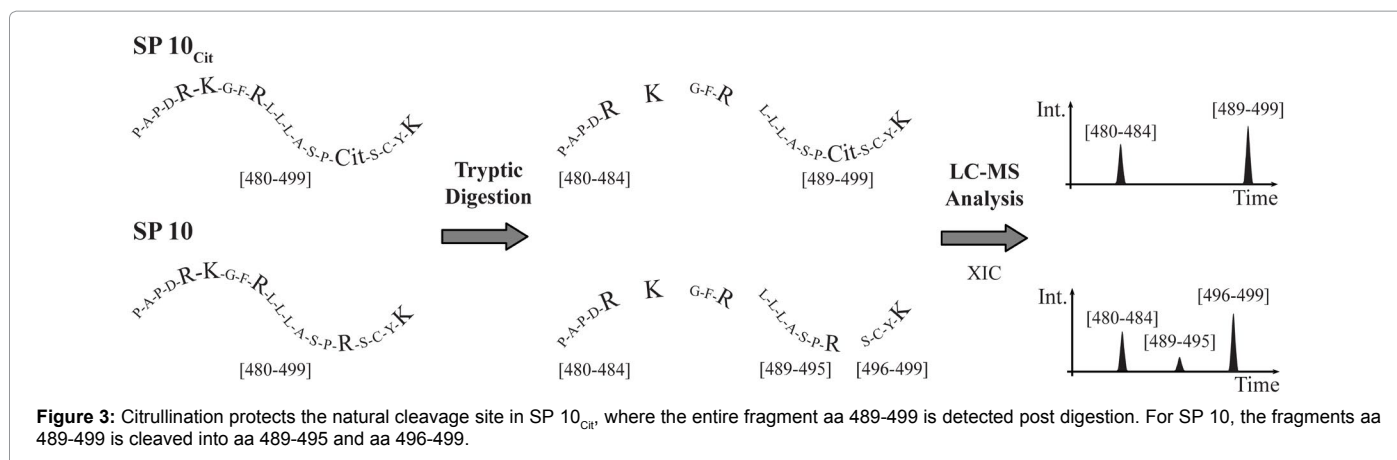 SP 10Cit
P-A-P-D-R-K-G-F-R-L-L-L-A-S-P-Cit-S-C-Y-K
[480-499]
Tryptic
Digestion
P-A-P-D-R
K
G-F-R
L-L-L-A-S-P-Cit-S-C-Y-K
[480-484]
[489-499]
LC-MS
Analysis
XIC
Int.
[480-484]
[489-499]
Time
SP 10
P-A-P-D-R-K-G-F-R-L-L-L-A-S-P-R-S-C-Y-K
[480-499]
P-A-P-D-R
K
G-F-R
L-L-L-A-S-P-R
S-C-Y-K
[480-484]
[489-495]
[496-499]
Int.
[480-484]
[489-495]
[496-499]
Time
Figure 3: Citrullination protects the natural cleavage site in SP 10Cit, where the entire fragment aa 489-499 is detected post digestion. For SP 10, the fragments aa
489-499 is cleaved into aa 489-495 and aa 496-499.